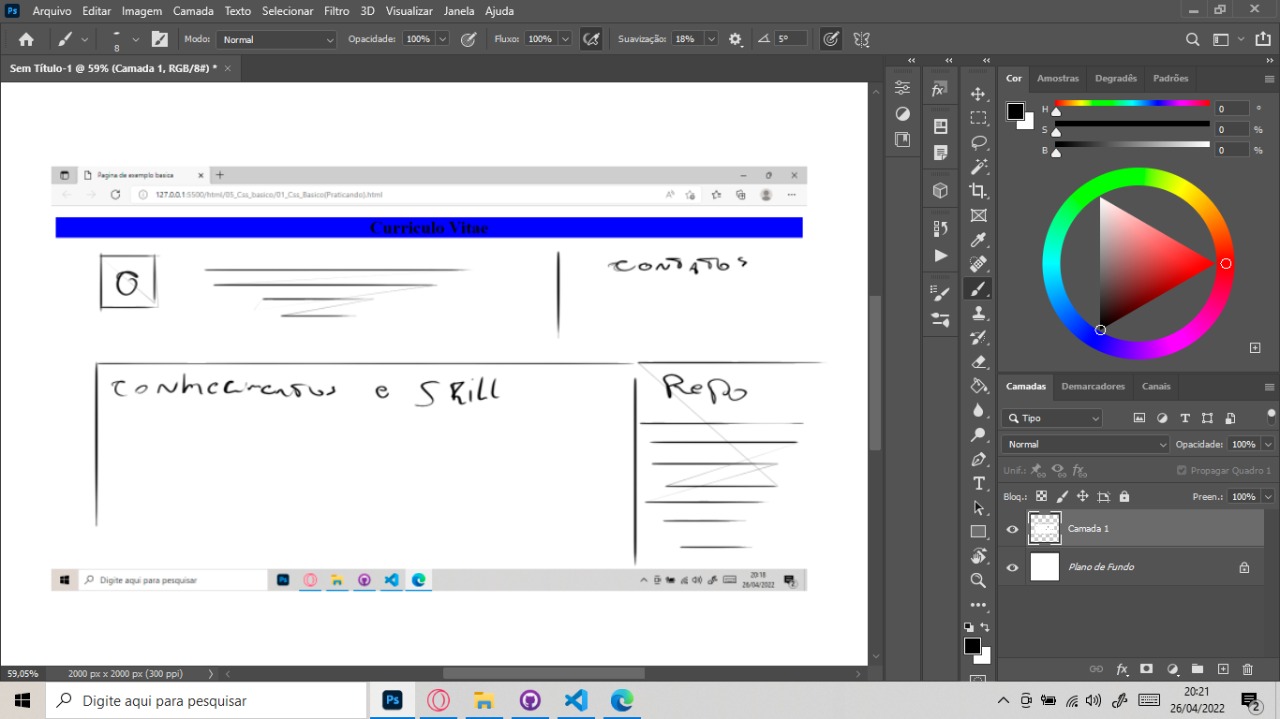 Ps Arquivo Editar Imagem Camada Texto Selecionar Filtro 3D Visualizar Janela Ajuda
8 Modo: Normal Opacidade: 100% Fluxo: 100% Suavização: 18% 5°
Sem Título-1 @ 59% (Camada 1, RGB/8#) * ×
Cor Amostras Degradês Padrões
H 0 °
S 0 %
B 0 %
Pagina de exemplo basica
127.0.0.1:5500/html/05_Css_basico/01_Css_Basico(Praticando).html
Curriculo Vitae
CONTATOS
CONHECIMENTOS e SKILL
Repo
Digite aqui para pesquisar Ps 20:18
26/04/2022 2
Camadas Demarcadores Canais
Tipo
Normal Opacidade: 100%
Unif.: Propagar Quadro 1
Bloq.: Preen.: 100%
Camada 1
Plano de Fundo
59,05% 2000 px x 2000 px (300 ppi)
Digite aqui para pesquisar Ps 20:21
26/04/2022 2